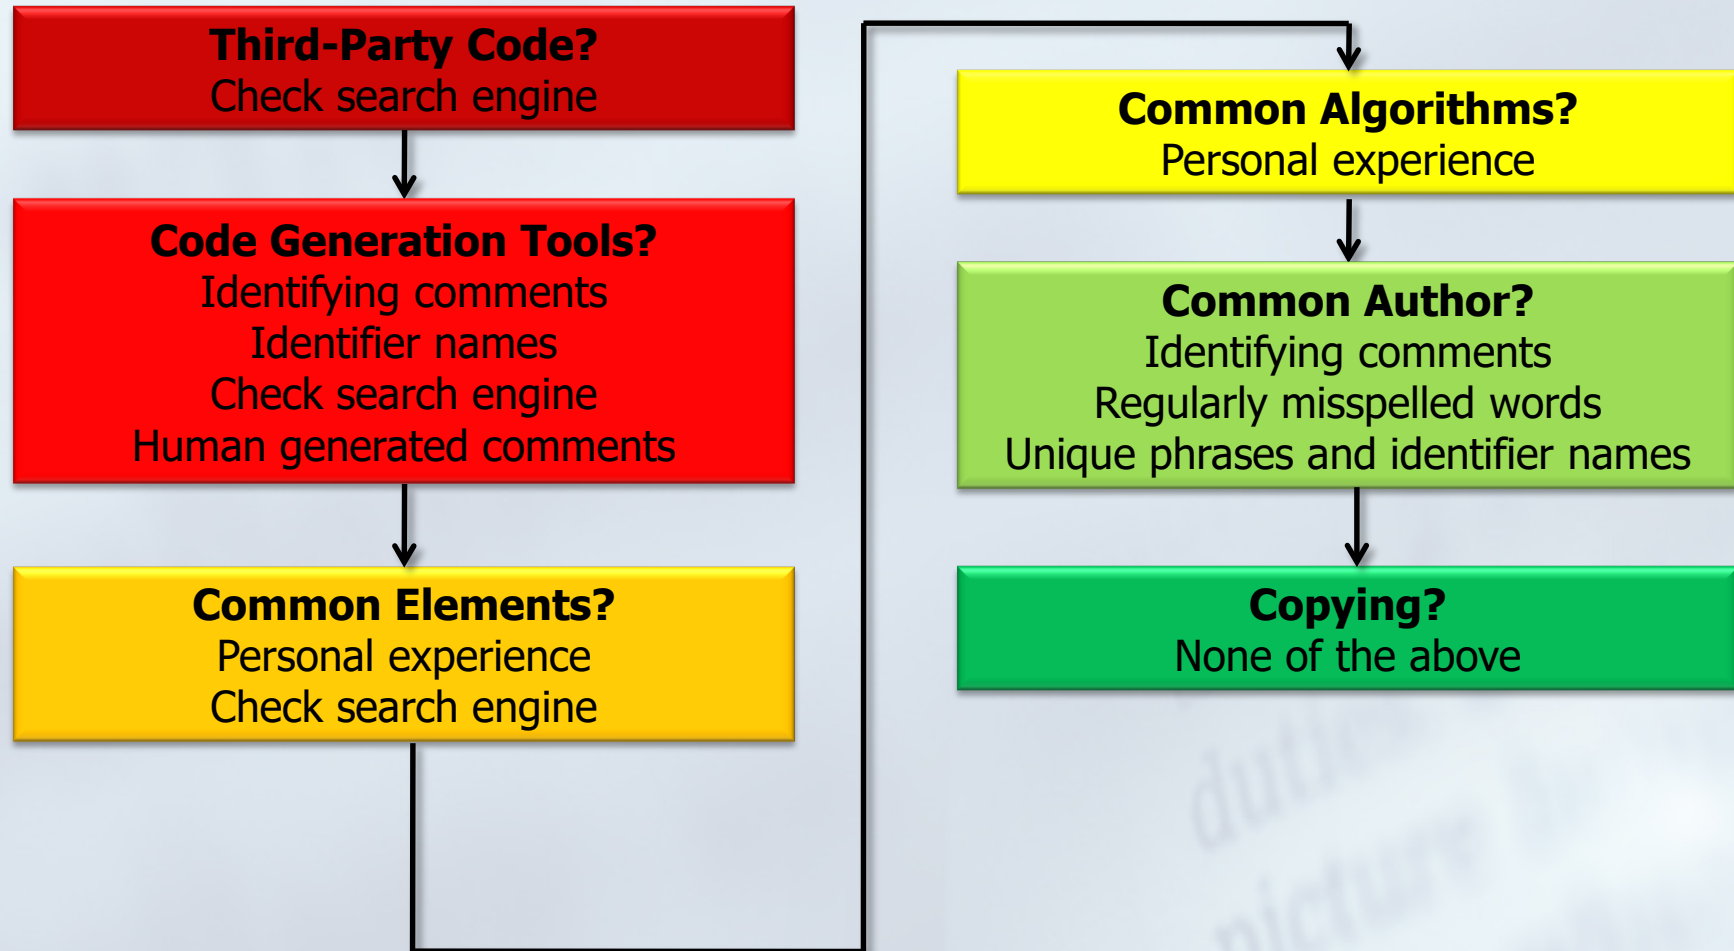 Third-Party Code?
Check search engine
Code Generation Tools?
Identifying comments
Identifier names
Check search engine
Human generated comments
Common Elements?
Personal experience
Check search engine
Common Algorithms?
Personal experience
Common Author?
Identifying comments
Regularly misspelled words
Unique phrases and identifier names
Copying?
None of the above
duties
picture